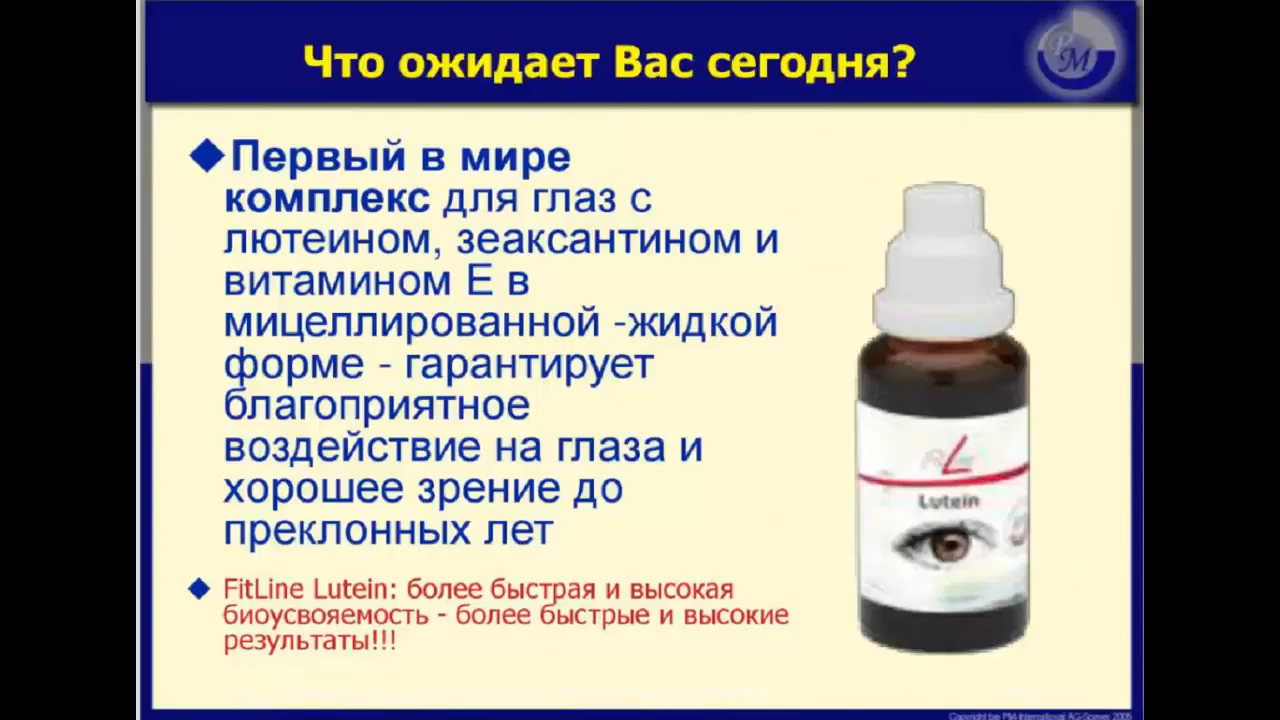 Что ожидает Вас сегодня?
PM
Первый в мире
комплекс для глаз с
лютеином, зеаксантином и
витамином Е в
мицеллированной -жидкой
форме - гарантирует
благоприятное
воздействие на глаза и
хорошее зрение до
преклонных лет
FitLine Lutein: более быстрая и высокая
биоусвояемость - более быстрые и высокие
результаты!!!
Lutein